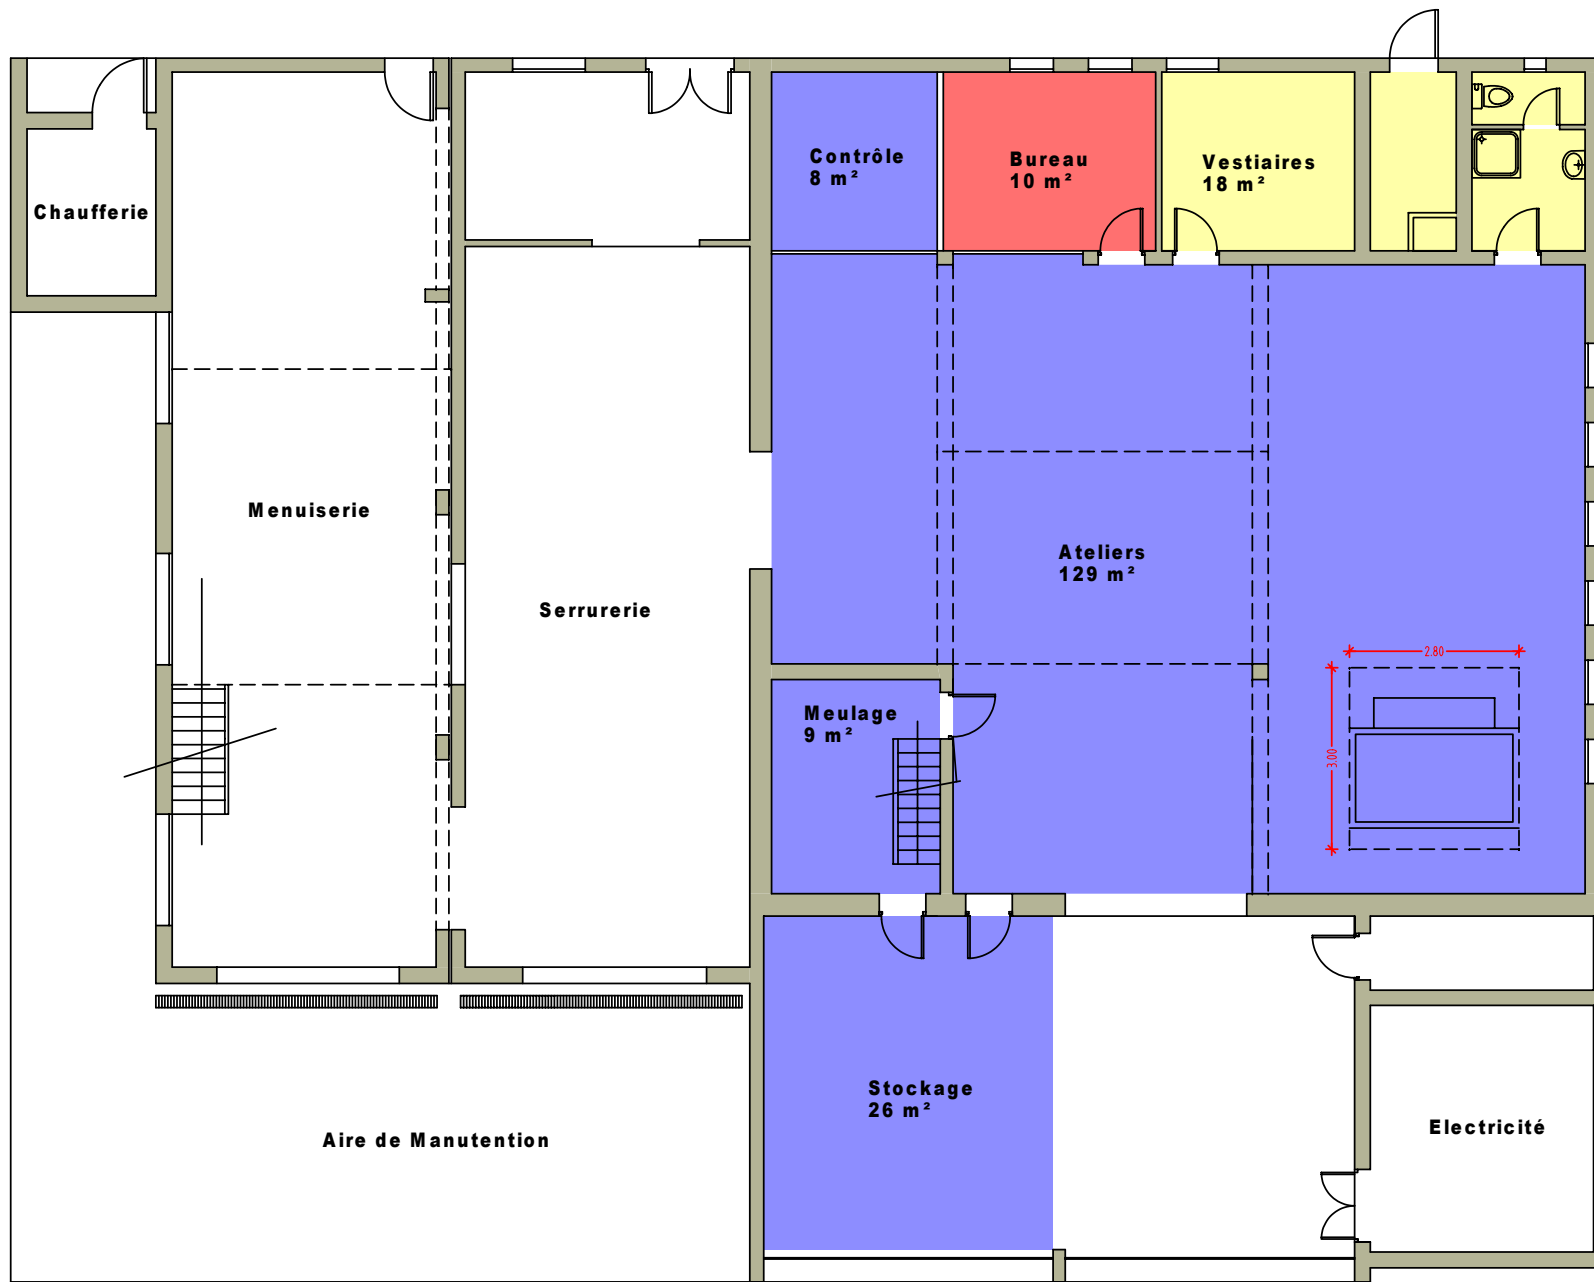 Contrôle
8 m²
Bureau
10 m²
Vestiaires
18 m²
Chaufferie
Menuiserie
Serrurerie
Ateliers
129 m²
2.80
3.00
Meulage
9 m²
Stockage
26 m²
Aire de Manutention
Electricité